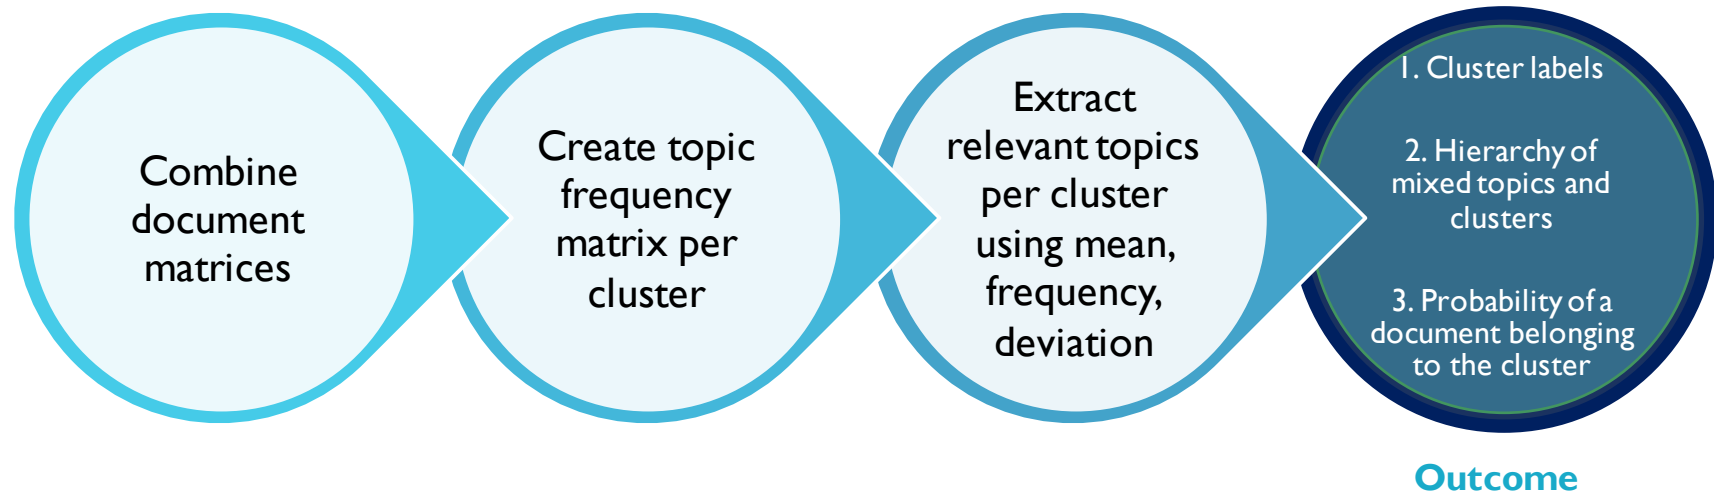 Combine
document
matrices
Create topic
frequency
matrix per
cluster
Extract
relevant topics
per cluster
using mean,
frequency,
deviation
1. Cluster labels
2. Hierarchy of
mixed topics and
clusters
3. Probability of a
document belonging
to the cluster
Outcome